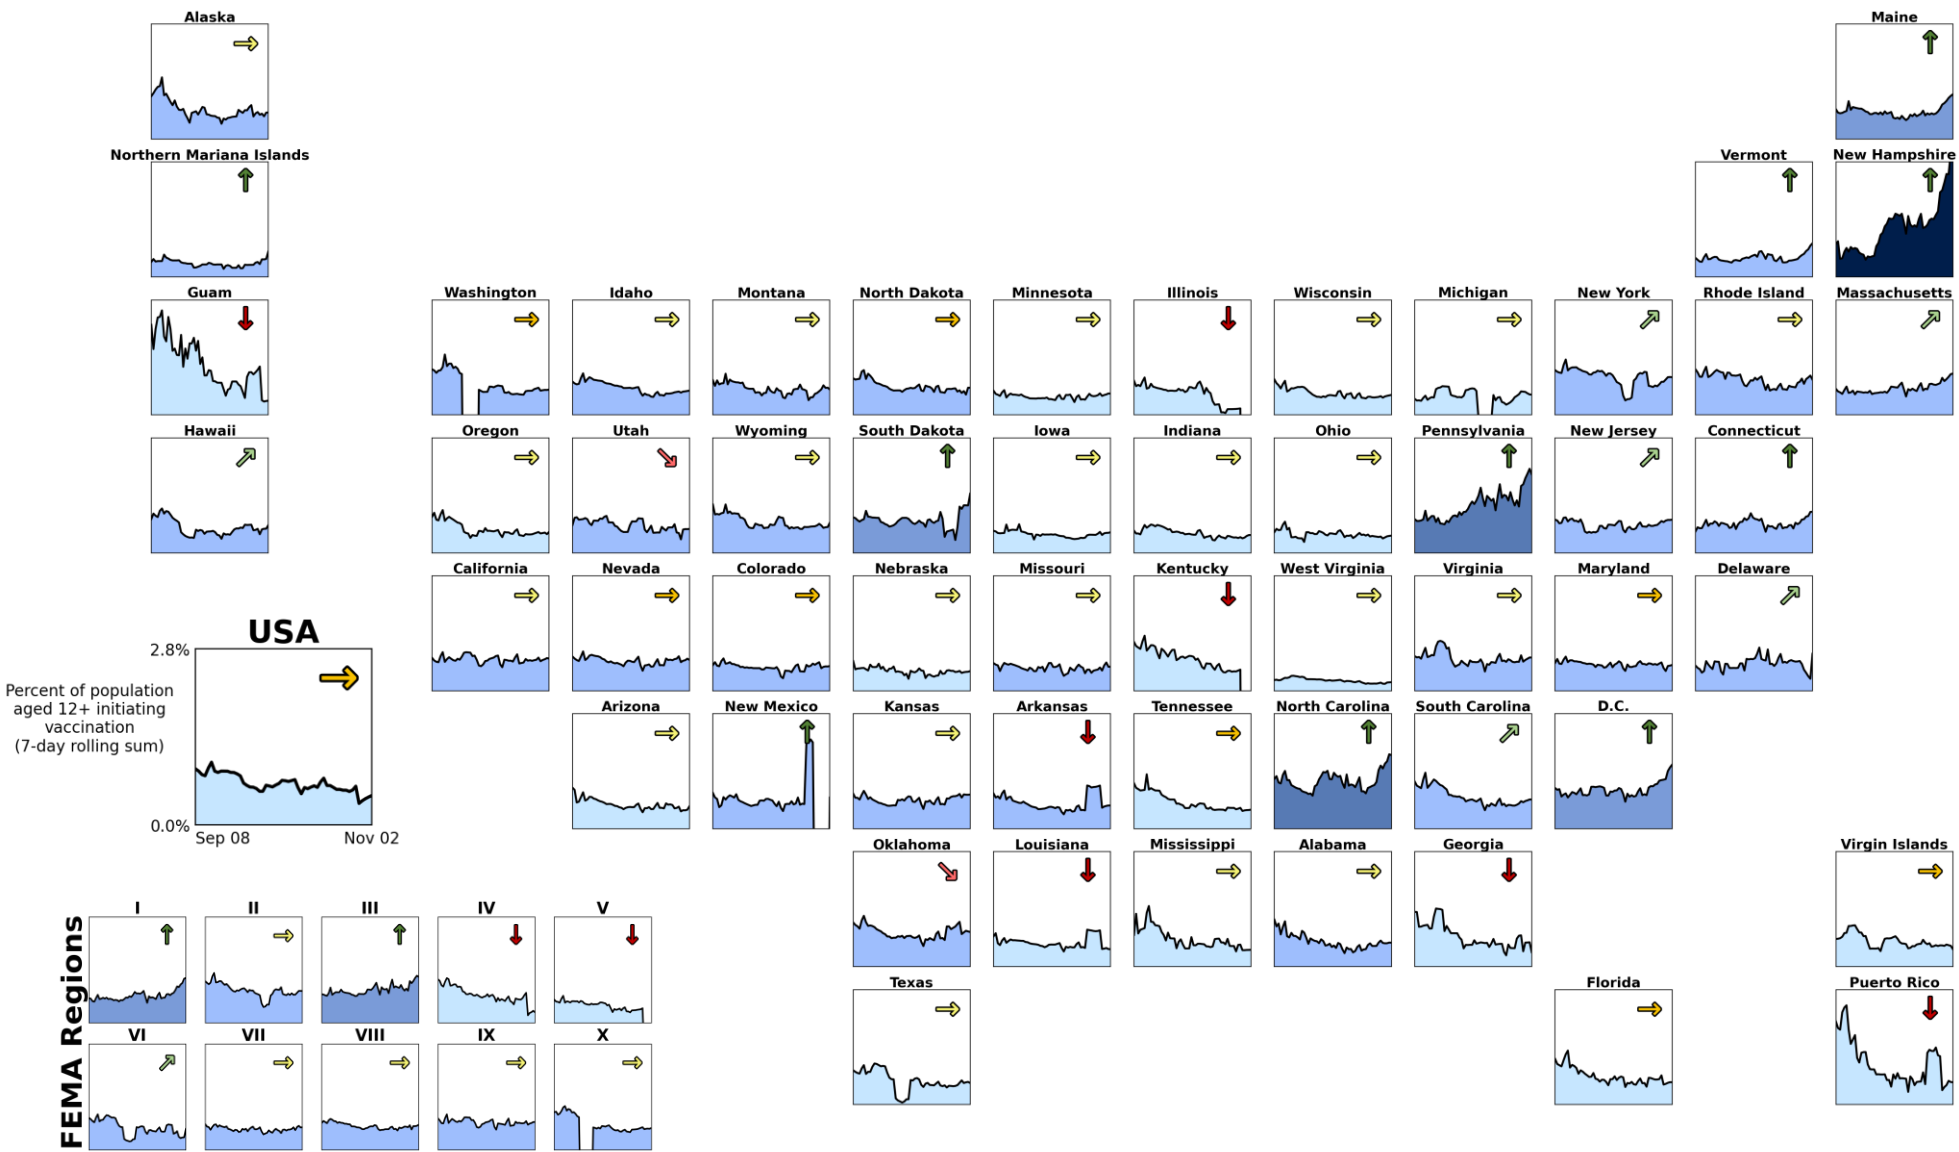 Alaska
Maine
Northern Mariana Islands
Vermont
New Hampshire
Guam
Washington
Idaho
Montana
North Dakota
Minnesota
Illinois
Wisconsin
Michigan
New York
Rhode Island
Massachusetts
Hawaii
Oregon
Utah
Wyoming
South Dakota
Iowa
Indiana
Ohio
Pennsylvania
New Jersey
Connecticut
California
Nevada
Colorado
Nebraska
Missouri
Kentucky
West Virginia
Virginia
Maryland
Delaware
USA
2.8%
Percent of population
aged 12+ initiating
vaccination
(7-day rolling sum)
0.0%
Sep 08
Nov 02
Arizona
New Mexico
Kansas
Arkansas
Tennessee
North Carolina
South Carolina
D.C.
Oklahoma
Louisiana
Mississippi
Alabama
Georgia
Virgin Islands
Texas
Florida
Puerto Rico
FEMA Regions
I
II
III
IV
V
VI
VII
VIII
IX
X